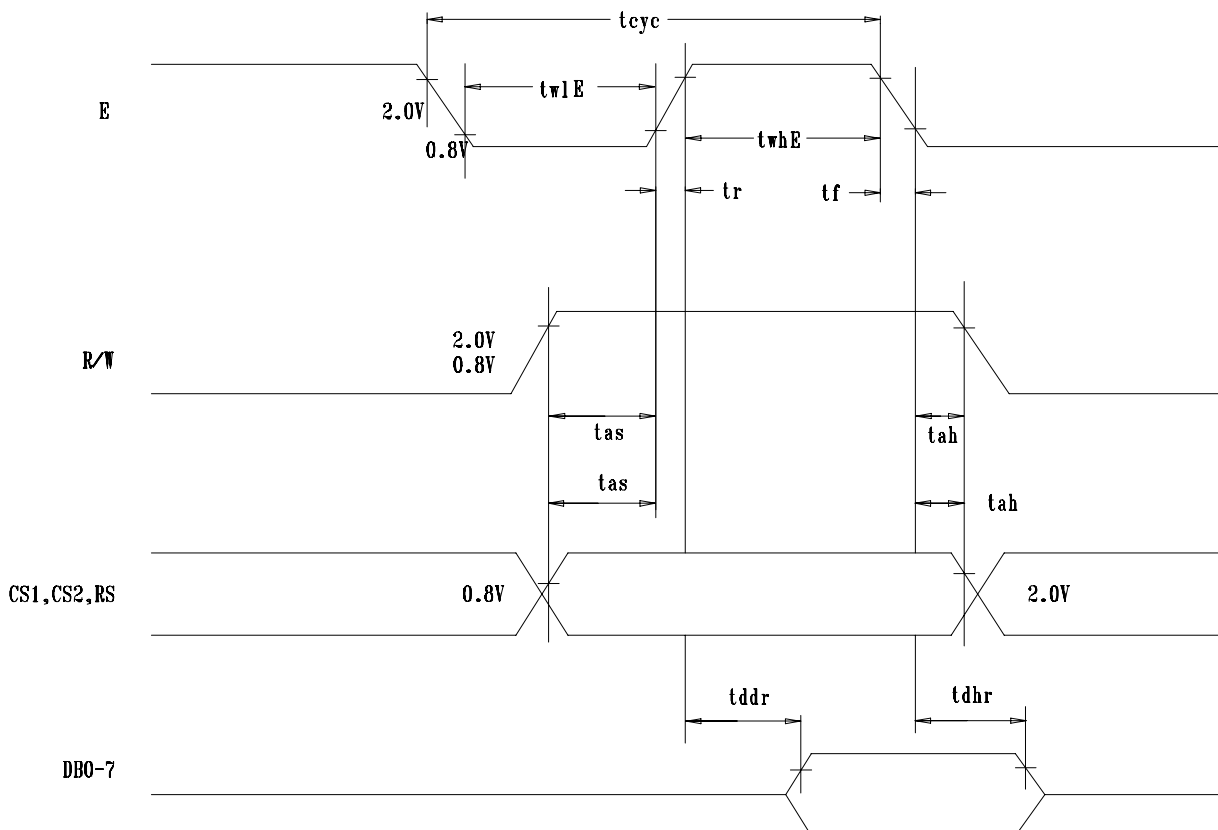 tcyc
twlE
E
2.0V
0.8V
twhE
tr
tf
2.0V
R/W
0.8V
tas
tah
tas
tah
CS1,CS2,RS
0.8V
2.0V
tddr
tdhr
DB0-7